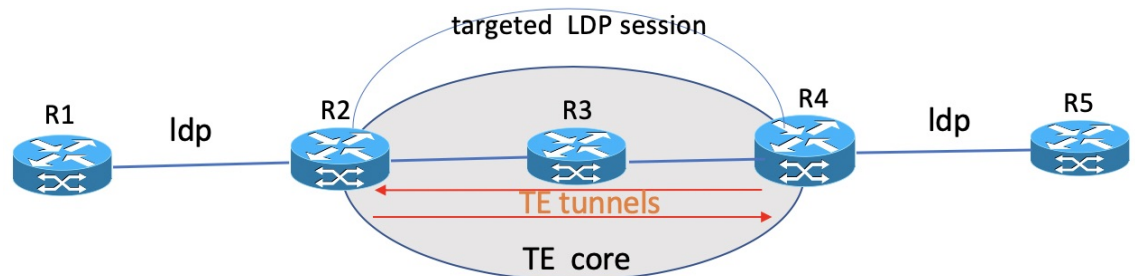 targeted LDP session
R1
ldp
R2
R3
R4
ldp
R5
TE tunnels
TE core